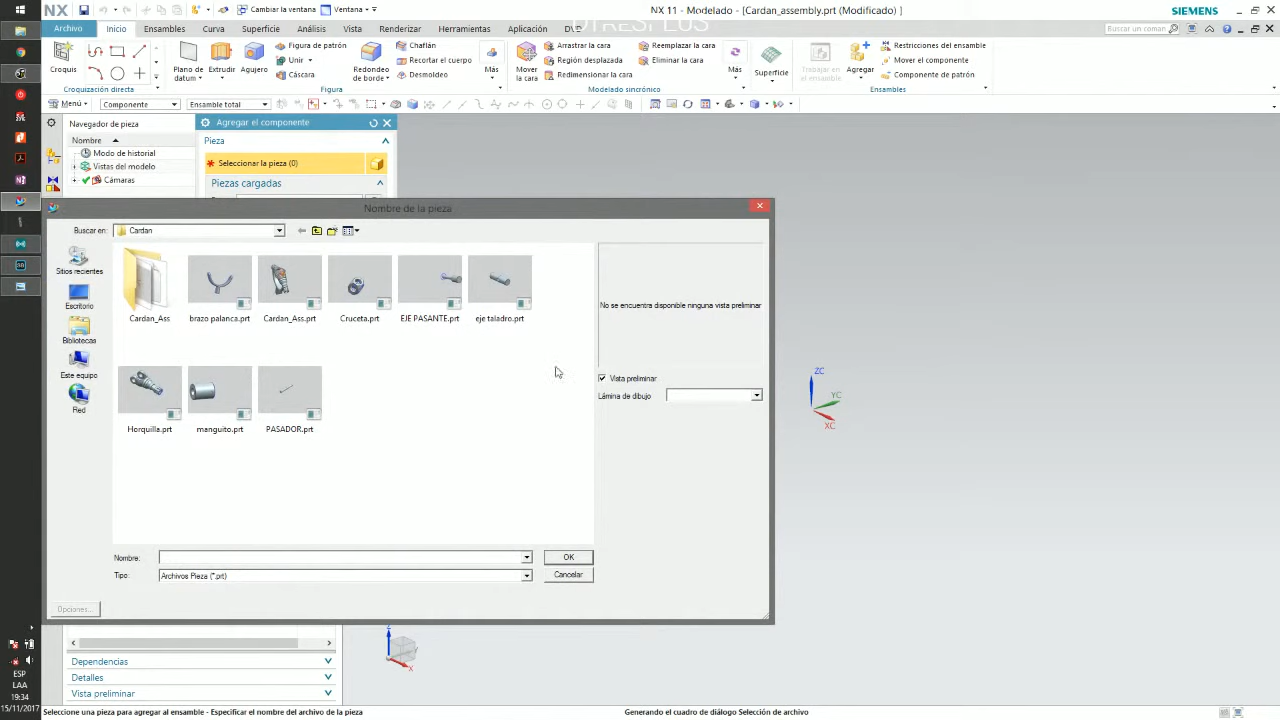 NX
Cambiar la ventana
Ventana
NX 11 - Modelado - [Cardan_assembly.prt (Modificado) ]
SIEMENS
Archivo
Inicio
Ensambles
Curva
Superficie
Análisis
Vista
Renderizar
Herramientas
Aplicación
Buscar un coman
Croquis
Plano de datum
Extrudir
Agujero
Figura de patrón
Unir
Cáscara
Redondeo de borde
Chaflán
Recortar el cuerpo
Desmoldeo
Más
Mover la cara
Arrastrar la cara
Región desplazada
Redimensionar la cara
Reemplazar la cara
Eliminar la cara
Más
Superficie
Trabajar en el ensamble
Agregar
Restricciones del ensamble
Mover el componente
Componente de patrón
Croquización directa
Figura
Modelado sincrónico
Ensambles
Menú
Componente
Ensamble total
Navegador de pieza
Nombre
Modo de historial
Vistas del modelo
Cámaras
Agregar el componente
Pieza
Seleccionar la pieza (0)
Piezas cargadas
Nombre de la pieza
Buscar en:
Cardan
Sitios recientes
Escritorio
Bibliotecas
Este equipo
Red
Cardan_Ass
brazo palanca.prt
Cardan_Ass.prt
Cruceta.prt
EJE PASANTE.prt
eje taladro.prt
Horquilla.prt
manguito.prt
PASADOR.prt
No se encuentra disponible ninguna vista preliminar
Vista preliminar
Lámina de dibujo
Nombre:
OK
Tipo:
Archivos Pieza (*.prt)
Cancelar
Opciones...
ZC
YC
XC
Z
X
Dependencias
Detalles
Vista preliminar
ESP
LAA
19:34
15/11/2017
Seleccione una pieza para agregar al ensamble - Especificar el nombre del archivo de la pieza
Generando el cuadro de diálogo Selección de archivo